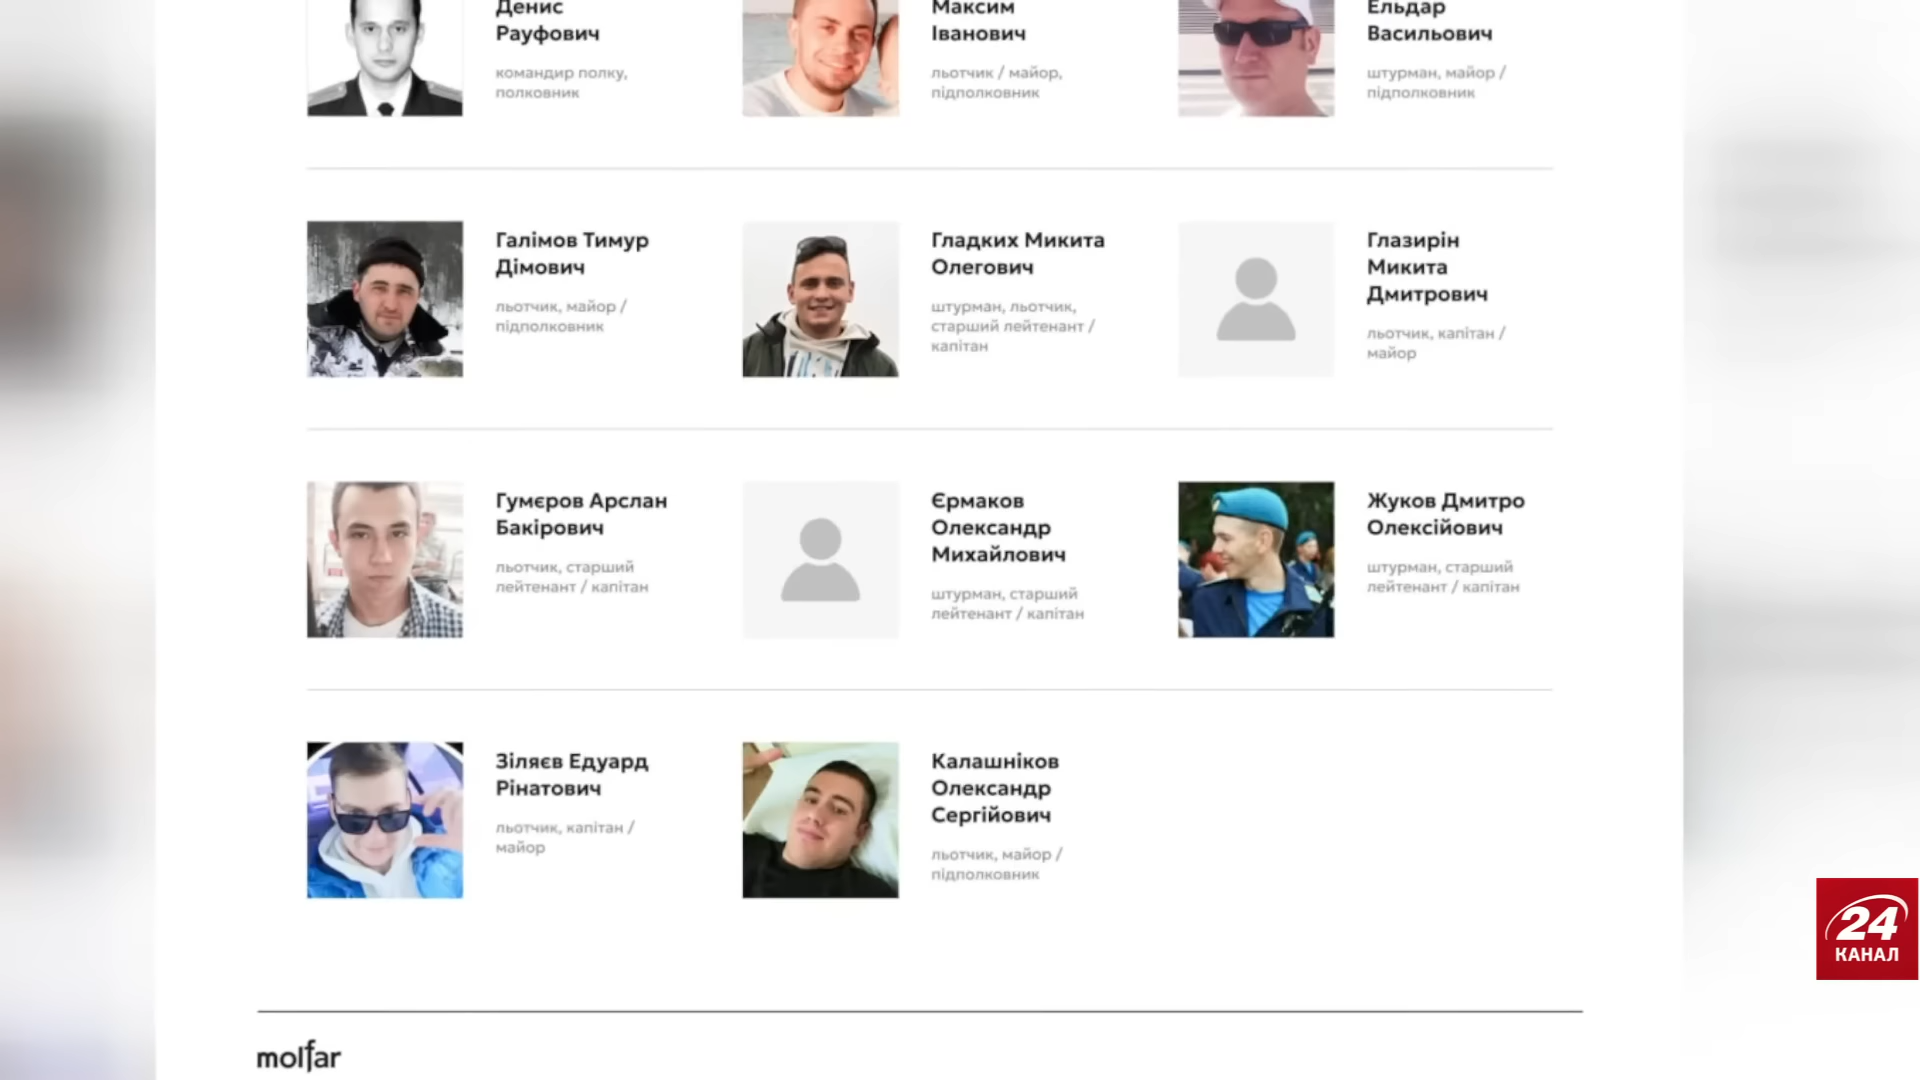 Денис
Рауфович
командир полку,
полковник
Максим
Іванович
льотчик / майор,
підполковник
Ельдар
Васильович
штурман, майор /
підполковник
Галімов Тимур
Дімович
льотчик, майор /
підполковник
Гладких Микита
Олегович
штурман, льотчик,
старший лейтенант /
капітан
Глазирін
Микита
Дмитрович
льотчик, капітан /
майор
Гумєров Арслан
Бакірович
льотчик, старший
лейтенант / капітан
Єрмаков
Олександр
Михайлович
штурман, старший
лейтенант / капітан
Жуков Дмитро
Олексійович
штурман, старший
лейтенант / капітан
Зіляєв Едуард
Рінатович
льотчик, капітан /
майор
Калашніков
Олександр
Сергійович
льотчик, майор /
підполковник
24
КАНАЛ
molfar